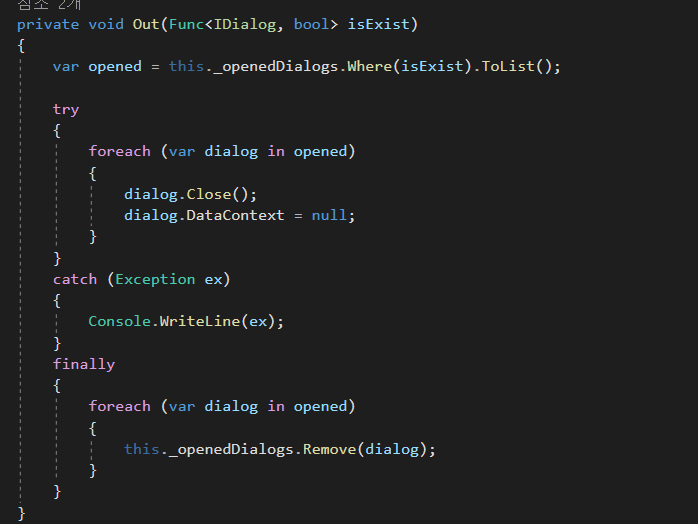 참조 2개
private void Out(Func<IDialog, bool> isExist)
{
var opened = this._openedDialogs.Where(isExist).ToList();
try
{
foreach (var dialog in opened)
{
dialog.Close();
dialog.DataContext = null;
}
}
catch (Exception ex)
{
Console.WriteLine(ex);
}
finally
{
foreach (var dialog in opened)
{
this._openedDialogs.Remove(dialog);
}
}
}